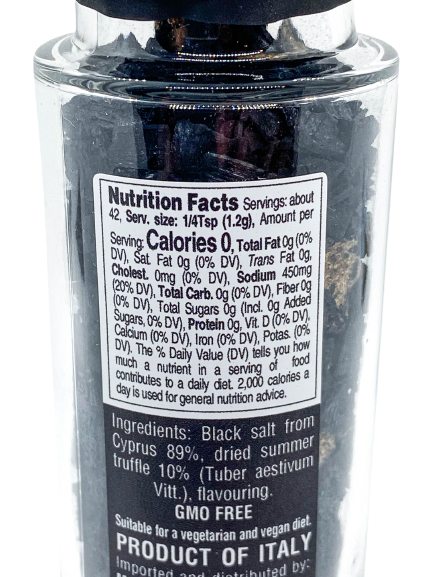 Nutrition Facts Servings: about
42, Serv. size: 1/4Tsp (1.2g), Amount per
Serving: Calories 0, Total Fat 0g (0%
DV), Sat. Fat 0g (0% DV), Trans Fat 0g,
Cholest. 0mg (0% DV), Sodium 450mg
(20% DV), Total Carb. 0g (0% DV), Fiber 0g
(0% DV), Total Sugars 0g (Incl. 0g Added
Sugars, 0% DV), Protein 0g, Vit. D (0% DV),
Calcium (0% DV), Iron (0% DV), Potas. (0%
DV). The % Daily Value (DV) tells you how
much a nutrient in a serving of food
contributes to a daily diet. 2,000 calories a
day is used for general nutrition advice.
Ingredients: Black salt from
Cyprus 89%, dried summer
truffle 10% (Tuber aestivum
Vitt.), flavouring.
GMO FREE
Suitable for a vegetarian and vegan diet.
PRODUCT OF ITALY
Imported and distributed by: